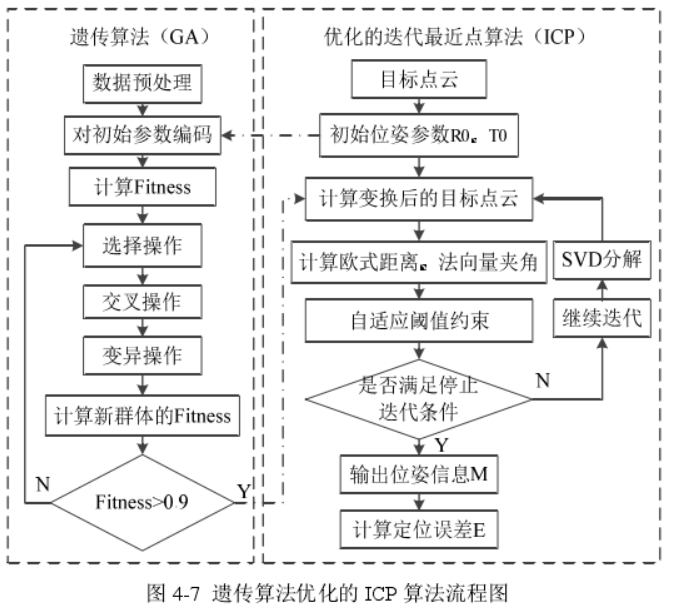 遗传算法（GA）
数据预处理
对初始参数编码
计算Fitness
选择操作
交叉操作
变异操作
计算新群体的Fitness
Fitness>0.9
N
Y
优化的迭代最近点算法（ICP）
目标点云
初始位姿参数R0。T0
计算变换后的目标点云
计算欧式距离。法向量夹角
自适应阈值约束
是否满足停止
迭代条件
N
继续迭代
SVD分解
Y
输出位姿信息M
计算定位误差E
图 4-7 遗传算法优化的 ICP 算法流程图